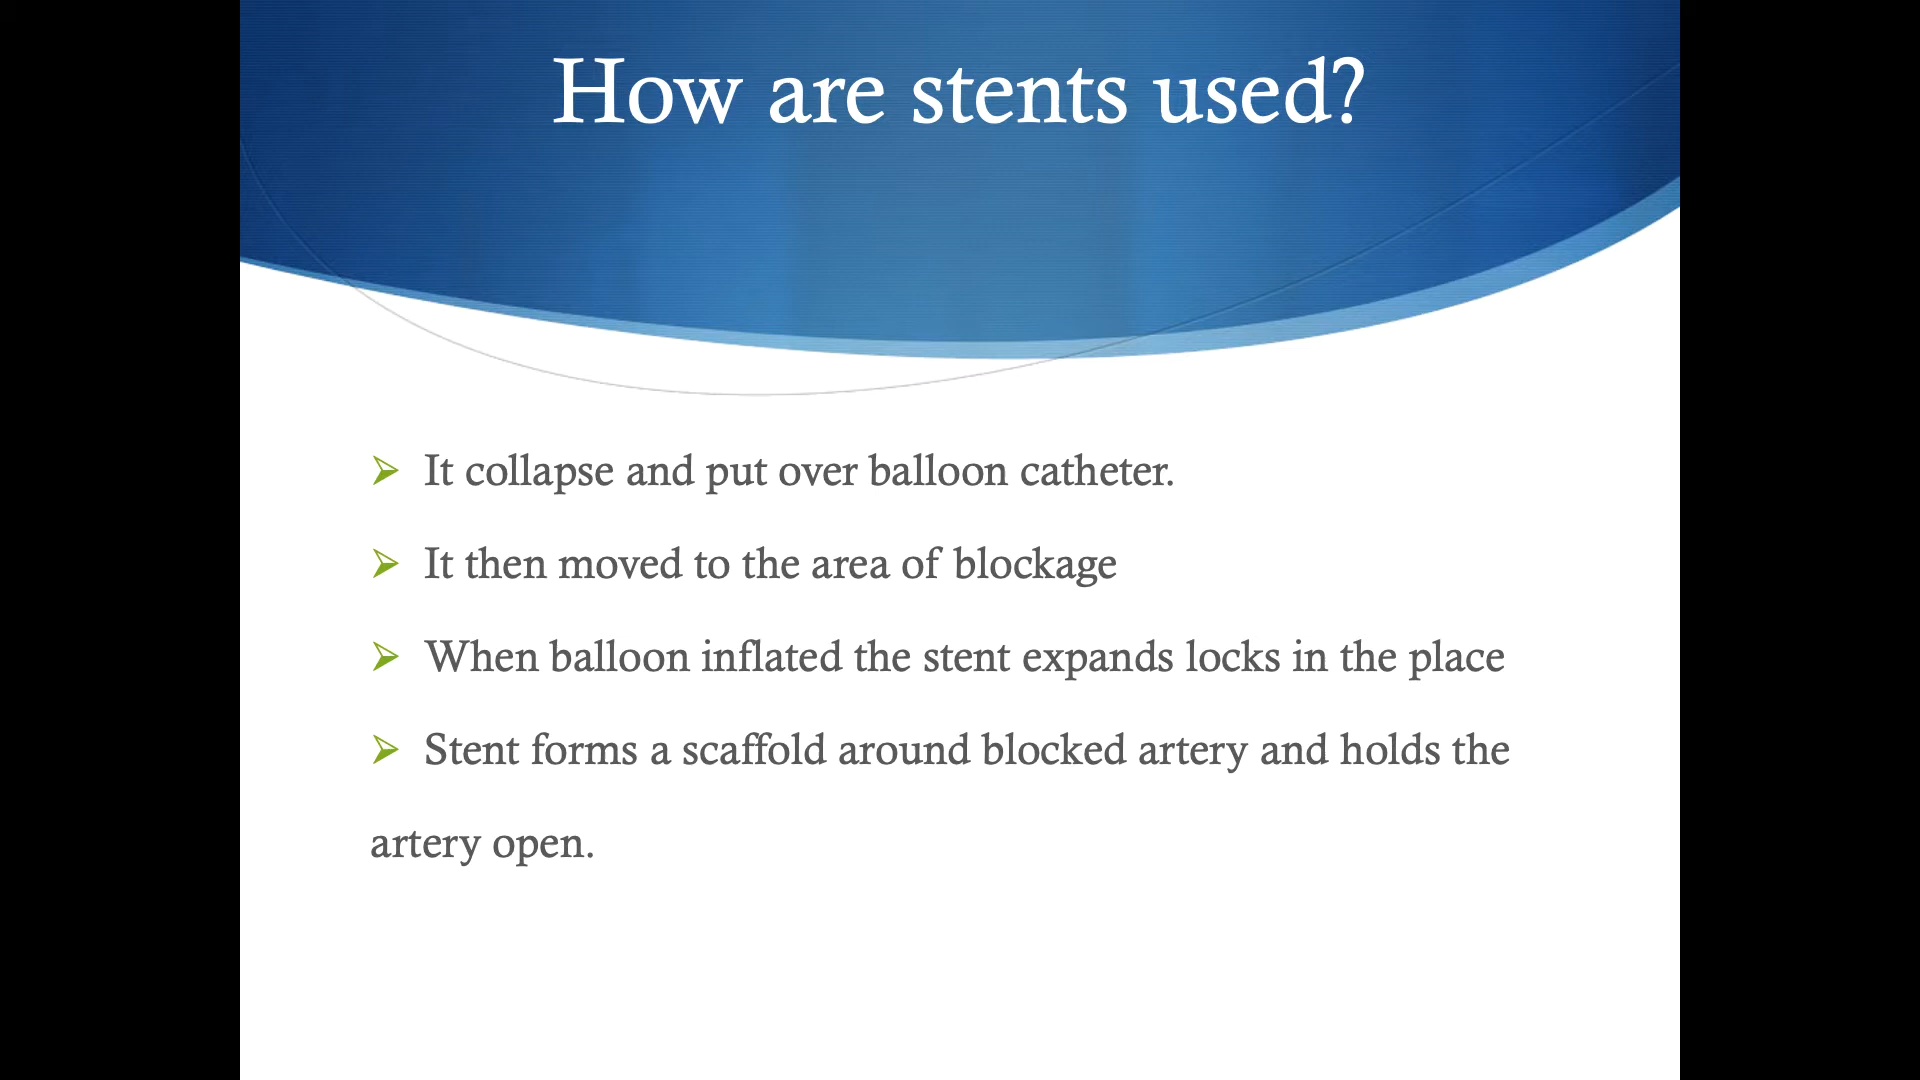 How are stents used?
It collapse and put over balloon catheter.
It then moved to the area of blockage
When balloon inflated the stent expands locks in the place
Stent forms a scaffold around blocked artery and holds the
artery open.